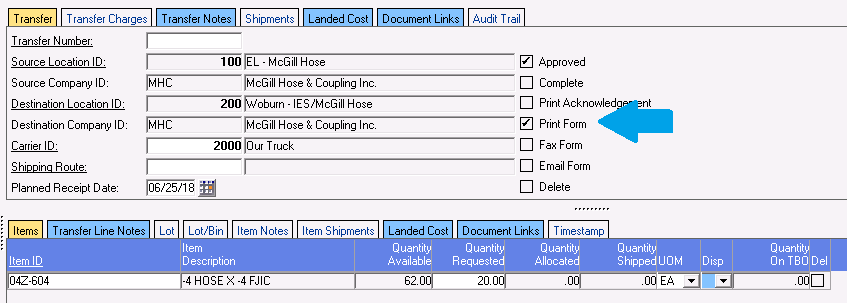 Transfer Transfer Charges Transfer Notes Shipments Landed Cost Document Links Audit Trail
Transfer Number:
Source Location ID: 100 EL - McGill Hose Approved
Source Company ID: MHC McGill Hose & Coupling Inc. Complete
Destination Location ID: 200 Woburn - IES/McGill Hose Print Acknowledgement
Destination Company ID: MHC McGill Hose & Coupling Inc. Print Form
Carrier ID: 2000 Our Truck Fax Form
Shipping Route: Email Form
Planned Receipt Date: 06/25/18 Delete
Items Transfer Line Notes Lot Lot/Bin Item Notes Item Shipments Landed Cost Document Links Timestamp
Item Quantity Quantity Quantity Quantity Quantity
Item ID Description Available Requested Allocated Shipped UOM Disp On TBO Del
04Z-604 -4 HOSE X -4 FJIC 62.00 20.00 .00 .00 EA .00